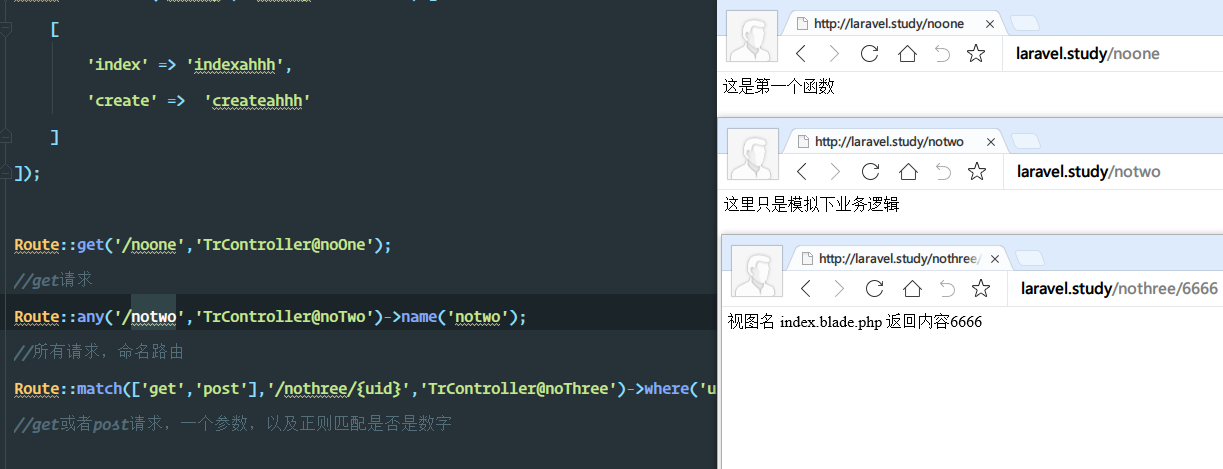 [
'index' => 'indexahhh',
'create' => 'createahhh'
]
]);
Route::get('/noone','TrController@noOne');
//get请求
Route::any('/notwo','TrController@noTwo')->name('notwo');
//所有请求，命名路由
Route::match(['get','post'],'/nothree/{uid}','TrController@noThree')->where('u
//get或者post请求，一个参数，以及正则匹配是否是数字
http://laravel.study/noone
laravel.study/noone
这是第一个函数
http://laravel.study/notwo
laravel.study/notwo
这里只是模拟下业务逻辑
http://laravel.study/nothree/
laravel.study/nothree/6666
视图名 index.blade.php 返回内容6666